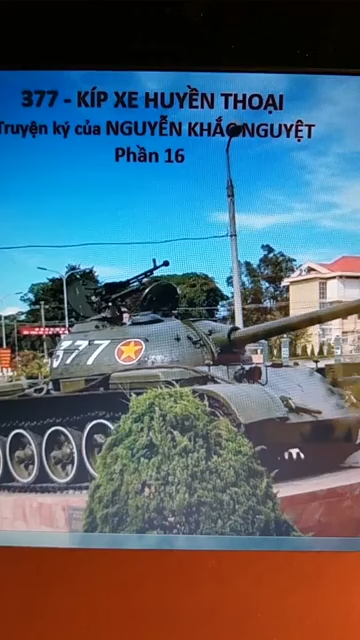 377 - KÍP XE HUYỀN THOẠI
Truyện ký của NGUYỄN KHẮC NGUYỆT
Phần 16
377